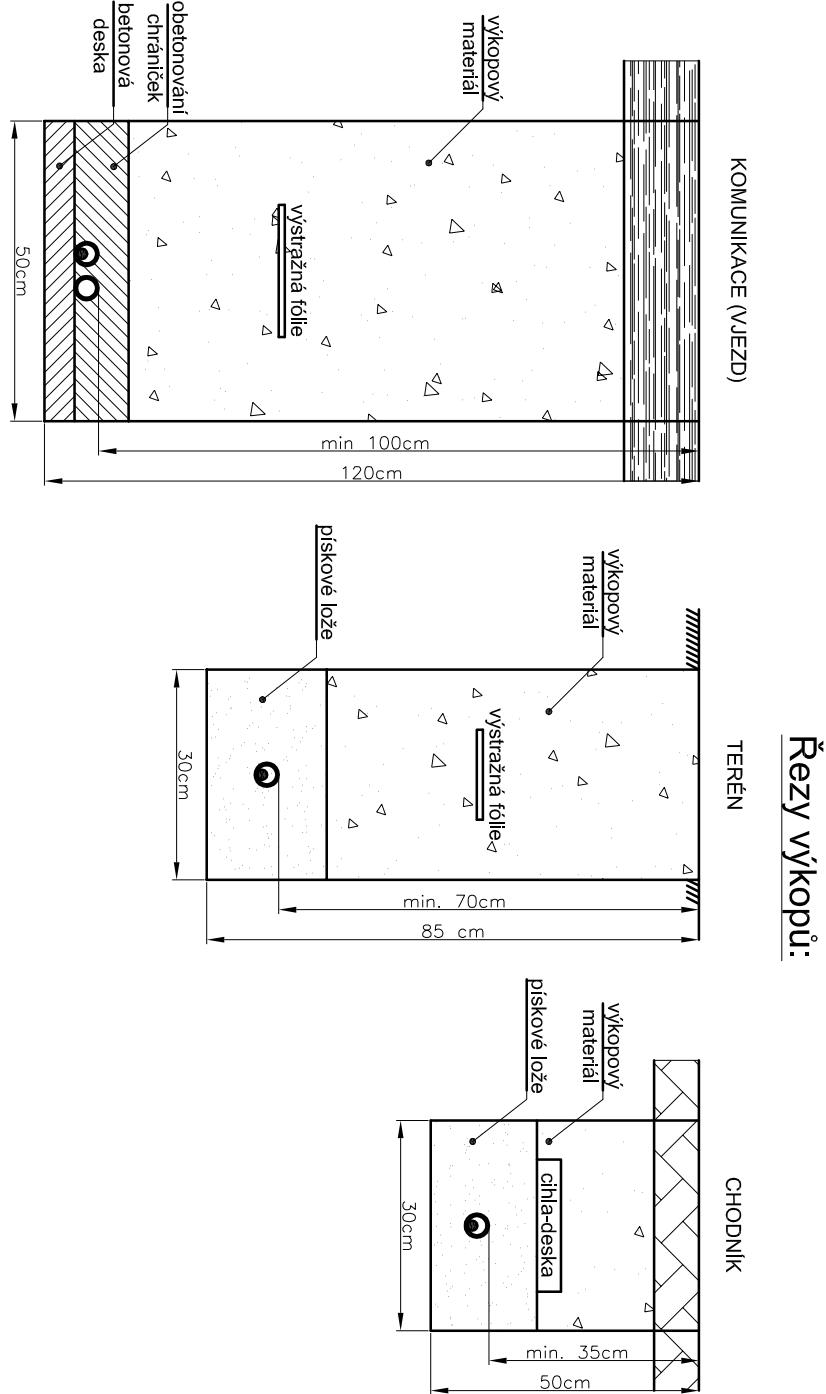 Řezy výkopů:
KOMUNIKACE (VJEZD)
výkopový
materiál
výstražná fólie
obetonování
chrániček
betonová
deska
50cm
min 100cm
120cm
TERÉN
výkopový
materiál
výstražná fólie
pískové lože
30cm
min. 70cm
85 cm
CHODNÍK
výkopový
materiál
cihla-deska
pískové lože
30cm
min. 35cm
50cm